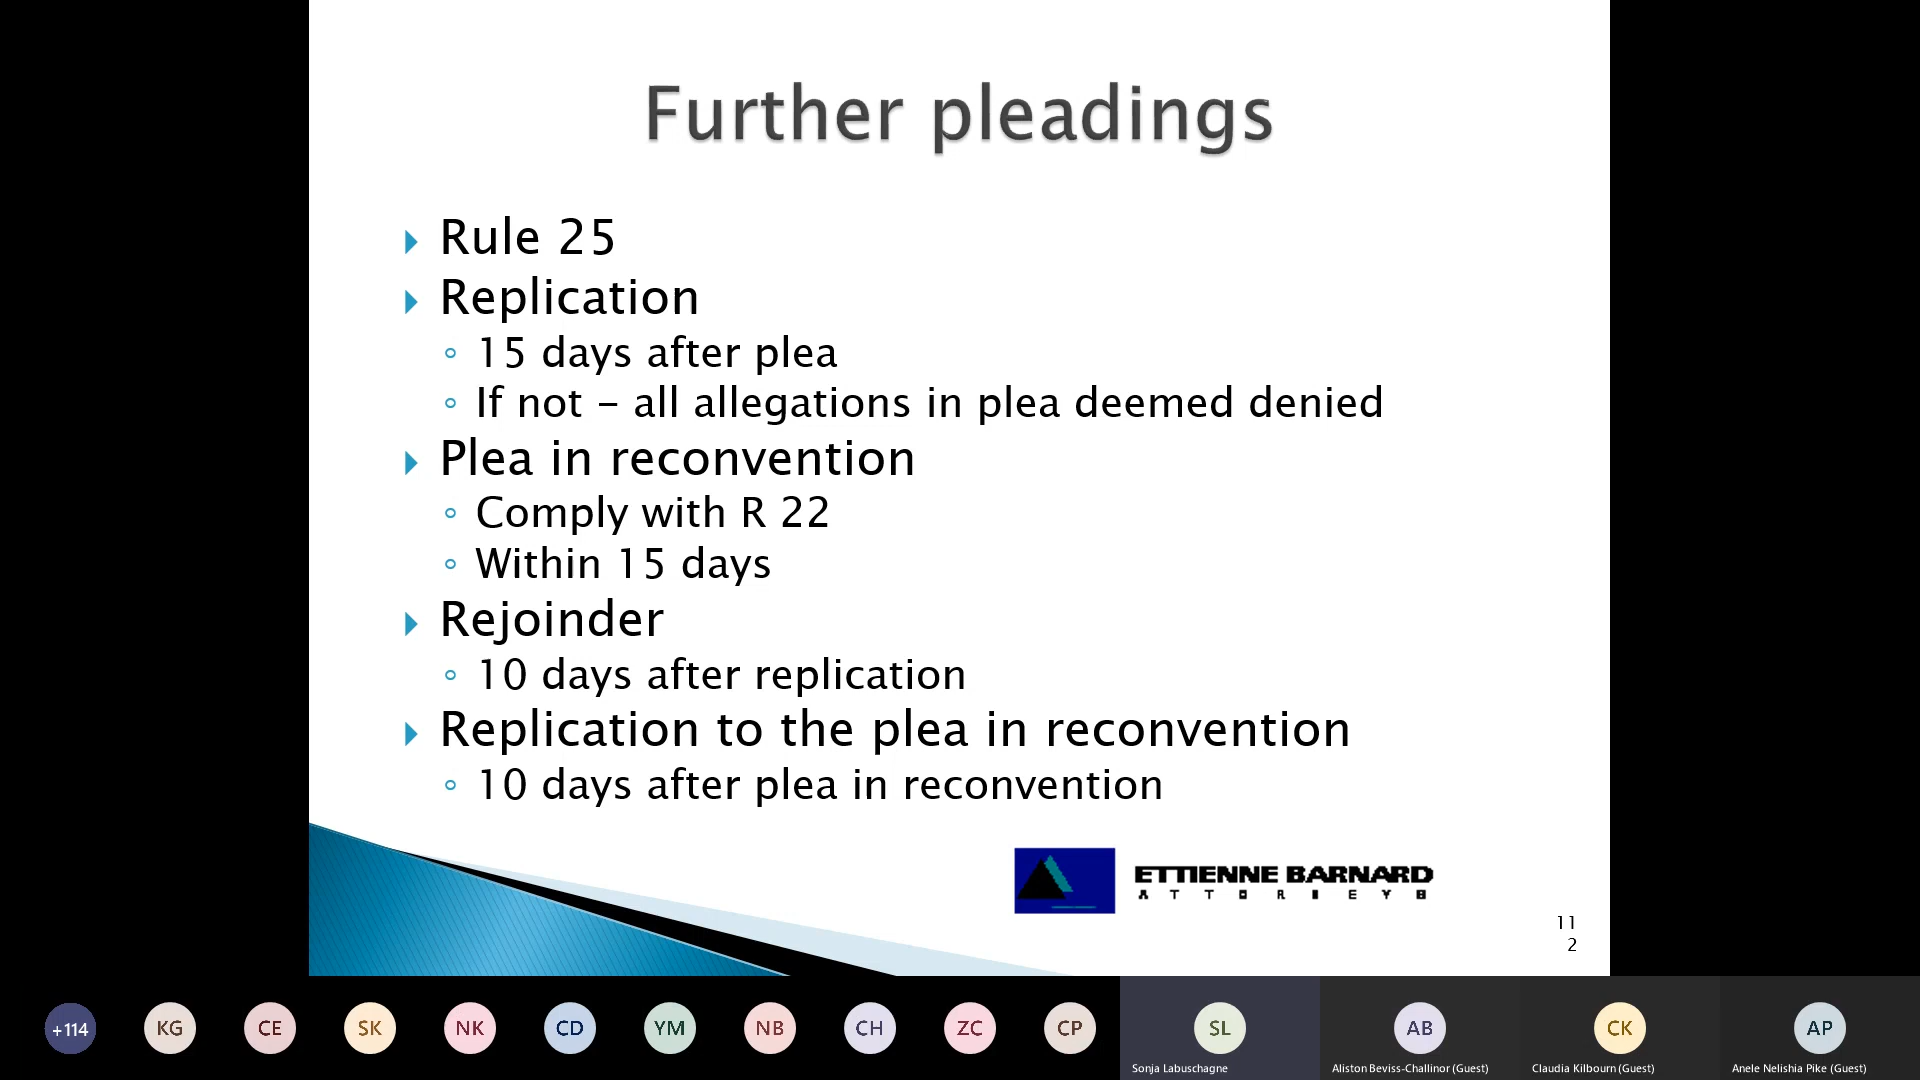 Further pleadings
Rule 25
Replication
15 days after plea
If not – all allegations in plea deemed denied
Plea in reconvention
Comply with R 22
Within 15 days
Rejoinder
10 days after replication
Replication to the plea in reconvention
10 days after plea in reconvention
ETTIENNE BARNARD
ATTORNEYS
11
2
+114
KG
CE
SK
NK
CD
YM
NB
CH
ZC
CP
SL
AB
CK
AP
Sonja Labuschagne
Aliston Beviss-Challinor (Guest)
Claudia Kilbourn (Guest)
Anele Nelishia Pike (Guest)